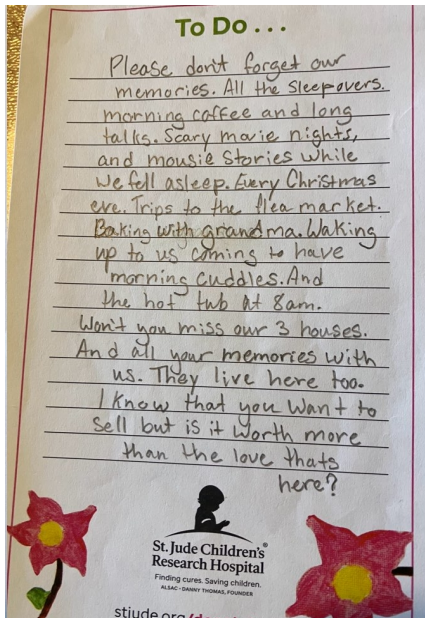 To Do...
Please don't forget our
memories. All the sleepovers.
morning coffee and long
talks. Scary movie nights,
and mousie stories while
we fell asleep. Every Christmas
eve. Trips to the flea market.
Baking with grandma. Waking
up to us coming to have
morning cuddles. And
the hot tub at 8am.
Won't you miss our 3 houses.
And all your memories with
us. They live here too.
I know that you want to
sell but is it worth more
than the love thats
here?
St. Jude Children's
Research Hospital
Finding cures. Saving children.
ALSAC • DANNY THOMAS, FOUNDER
stjude.org/